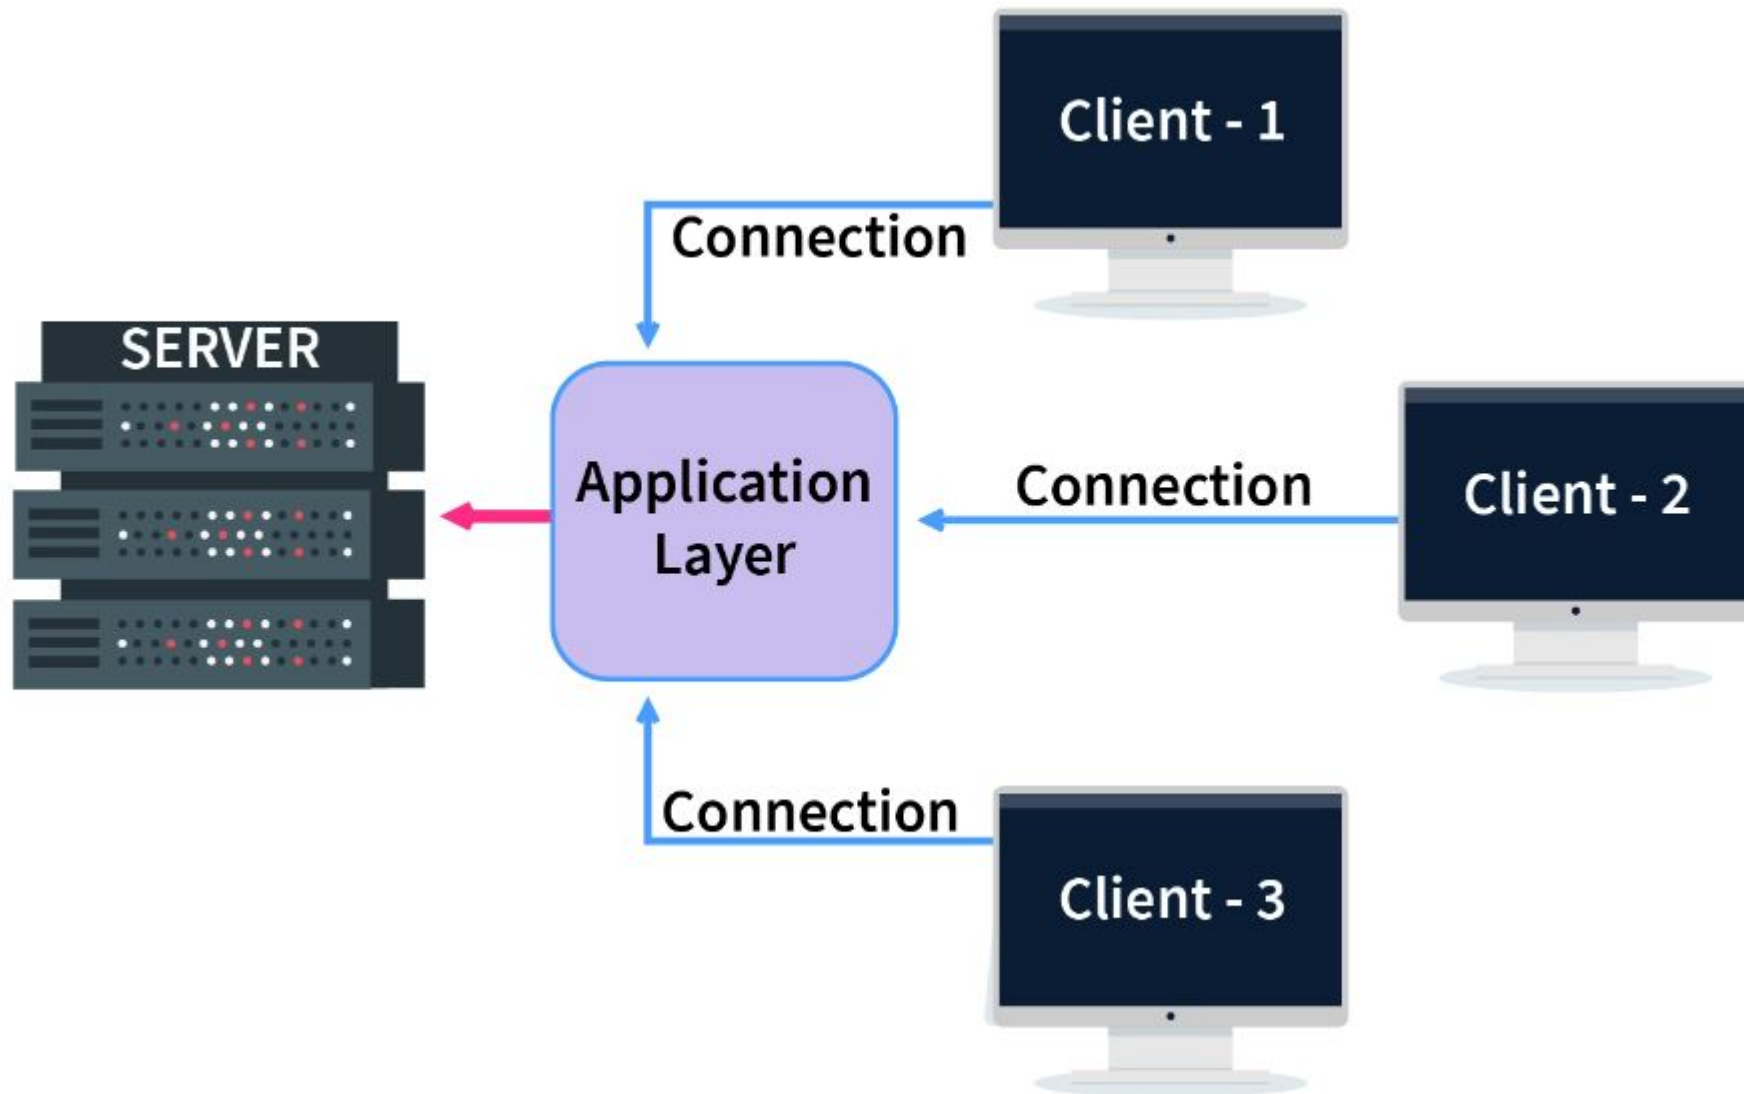 Client - 1
Connection
SERVER
Application
Layer
Connection
Client - 2
Connection
Client - 3